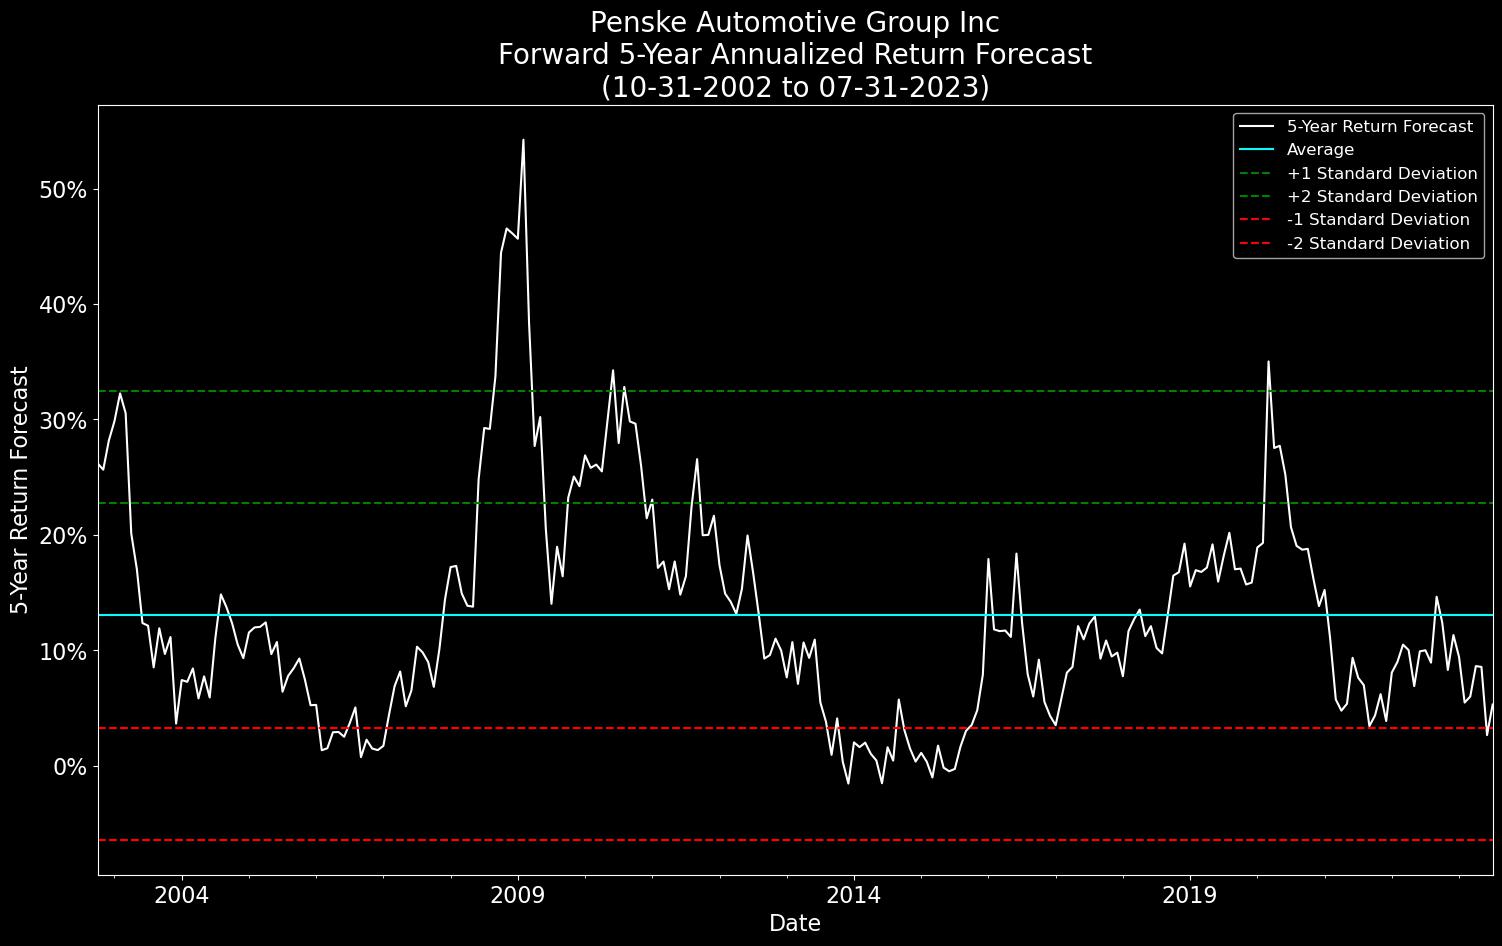 Penske Automotive Group Inc
Forward 5-Year Annualized Return Forecast
(10-31-2002 to 07-31-2023)
5-Year Return Forecast
Average
+1 Standard Deviation
+2 Standard Deviation
-1 Standard Deviation
-2 Standard Deviation
50%
40%
30%
20%
10%
0%
5-Year Return Forecast
2004
2009
2014
2019
Date